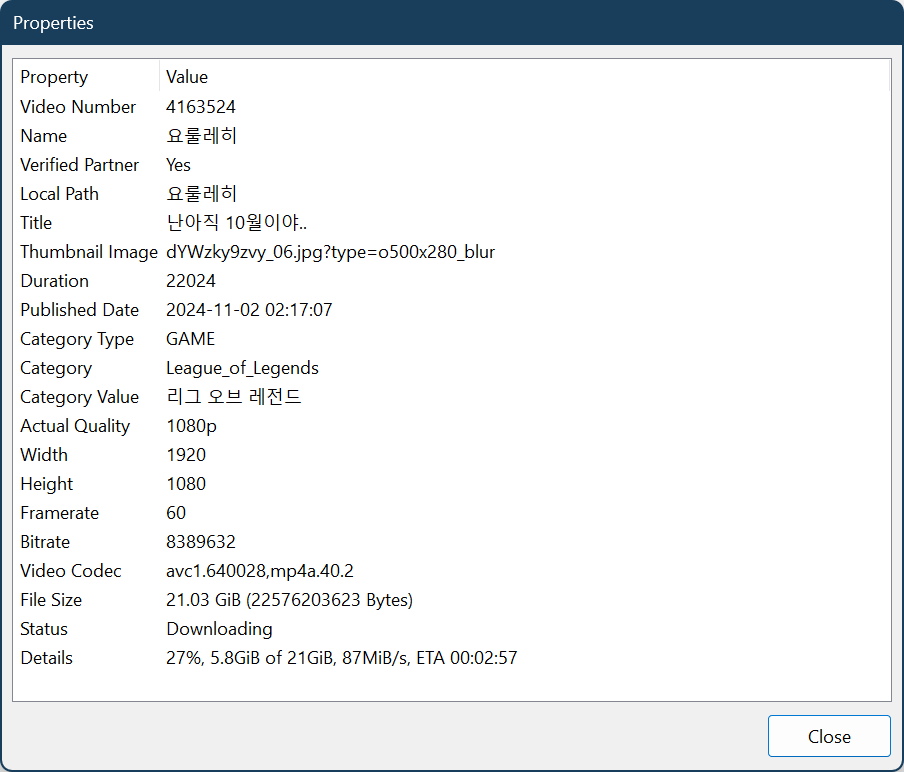 Properties
Property Value
Video Number 4163524
Name 요룰레히
Verified Partner Yes
Local Path 요룰레히
Title 난아직 10월이야..
Thumbnail Image dYWzky9zvy_06.jpg?type=o500x280_blur
Duration 22024
Published Date 2024-11-02 02:17:07
Category Type GAME
Category League_of_Legends
Category Value 리그 오브 레전드
Actual Quality 1080p
Width 1920
Height 1080
Framerate 60
Bitrate 8389632
Video Codec avc1.640028,mp4a.40.2
File Size 21.03 GiB (22576203623 Bytes)
Status Downloading
Details 27%, 5.8GiB of 21GiB, 87MiB/s, ETA 00:02:57
Close